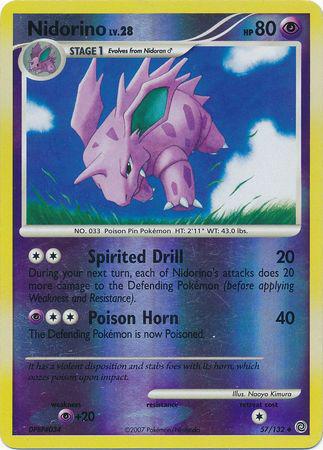 Nidorino LV.28 HP 80
STAGE 1 Evolves from Nidoran ♂
NO. 033 Poison Pin Pokémon HT: 2'11" WT: 43.0 lbs.
Spirited Drill 20
During your next turn, each of Nidorino's attacks does 20
more damage to the Defending Pokémon (before applying
Weakness and Resistance).
Poison Horn 40
The Defending Pokémon is now Poisoned.
It has a violent disposition and stabs foes with its horn, which
oozes poison upon impact.
Illus. Naoyo Kimura
weakness resistance retreat cost
+20 57/132 ◆
DPBP#034 ©2007 Pokémon/Nintendo